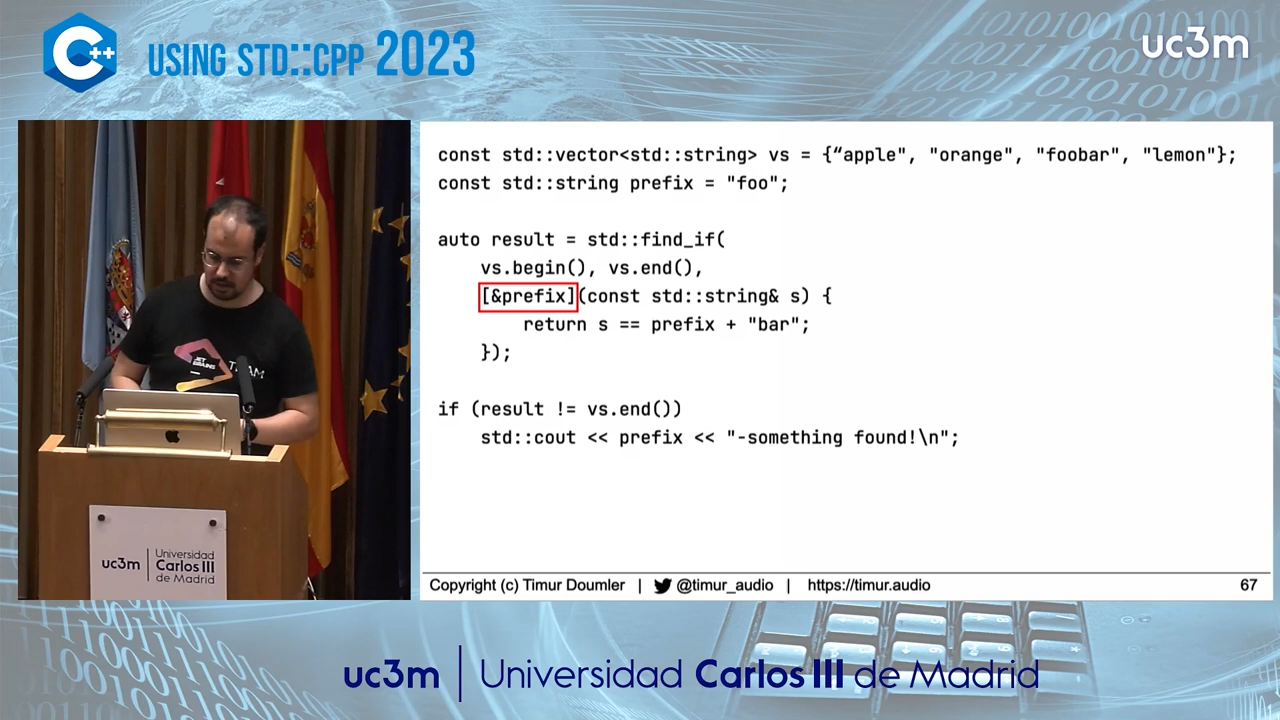 C++
USING STD::CPP 2023
uc3m
const std::vector<std::string> vs = {“apple", "orange", "foobar", "lemon"};
const std::string prefix = "foo";
auto result = std::find_if(
vs.begin(), vs.end(),
[&prefix](const std::string& s) {
return s == prefix + "bar";
});
if (result != vs.end())
std::cout << prefix << "-something found!\n";
Copyright (c) Timur Doumler | @timur_audio | https://timur.audio 67
JET
BRAINS
TEAM
uc3m | Universidad
Carlos III
de Madrid
uc3m | Universidad Carlos III de Madrid